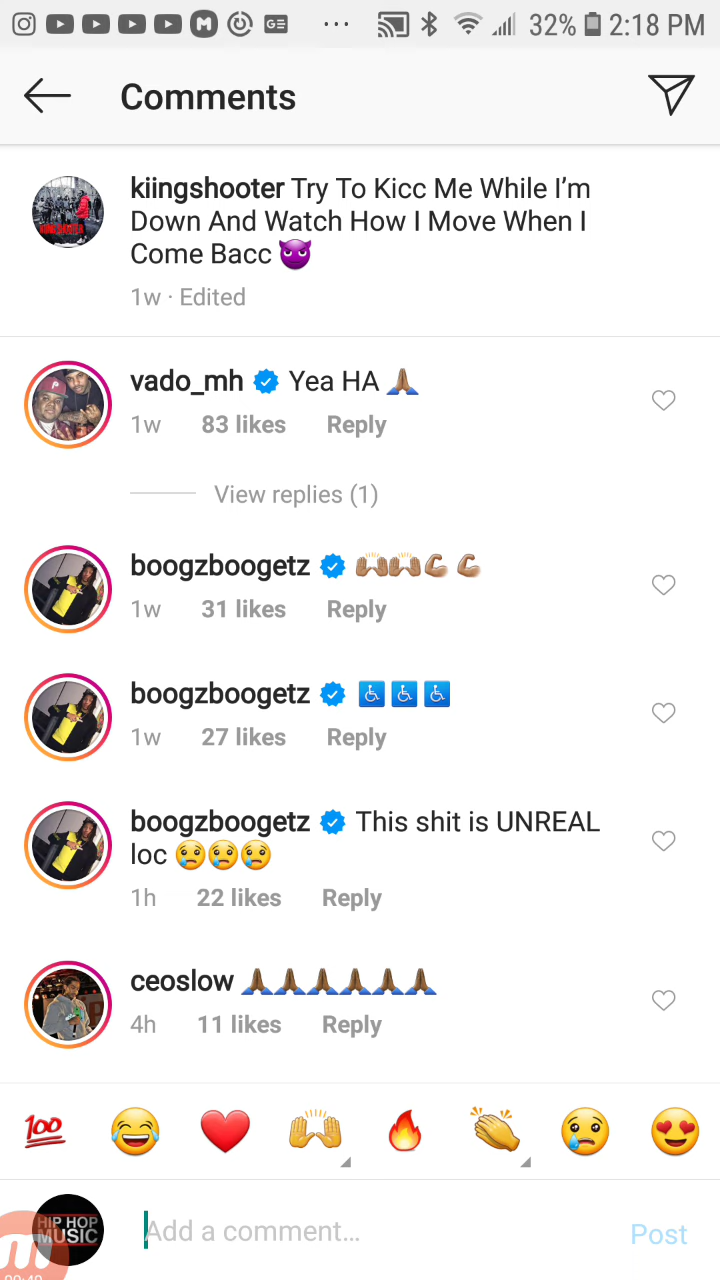 32% 2:18 PM
Comments
kiingshooter Try To Kicc Me While I’m
Down And Watch How I Move When I
Come Bacc 😈
1w · Edited
vado_mh Yea HA 🙏🏾
1w 83 likes Reply
View replies (1)
boogzboogetz 🙌🏽🙌🏽💪🏽💪🏽
1w 31 likes Reply
boogzboogetz ♿♿♿
1w 27 likes Reply
boogzboogetz This shit is UNREAL
loc 😢😢😢
1h 22 likes Reply
ceoslow 🙏🏾🙏🏾🙏🏾🙏🏾🙏🏾🙏🏾
4h 11 likes Reply
💯 😂 ❤️ 🙌 🔥 👏 😢 😍
HIP HOP
MUSIC
Add a comment... Post